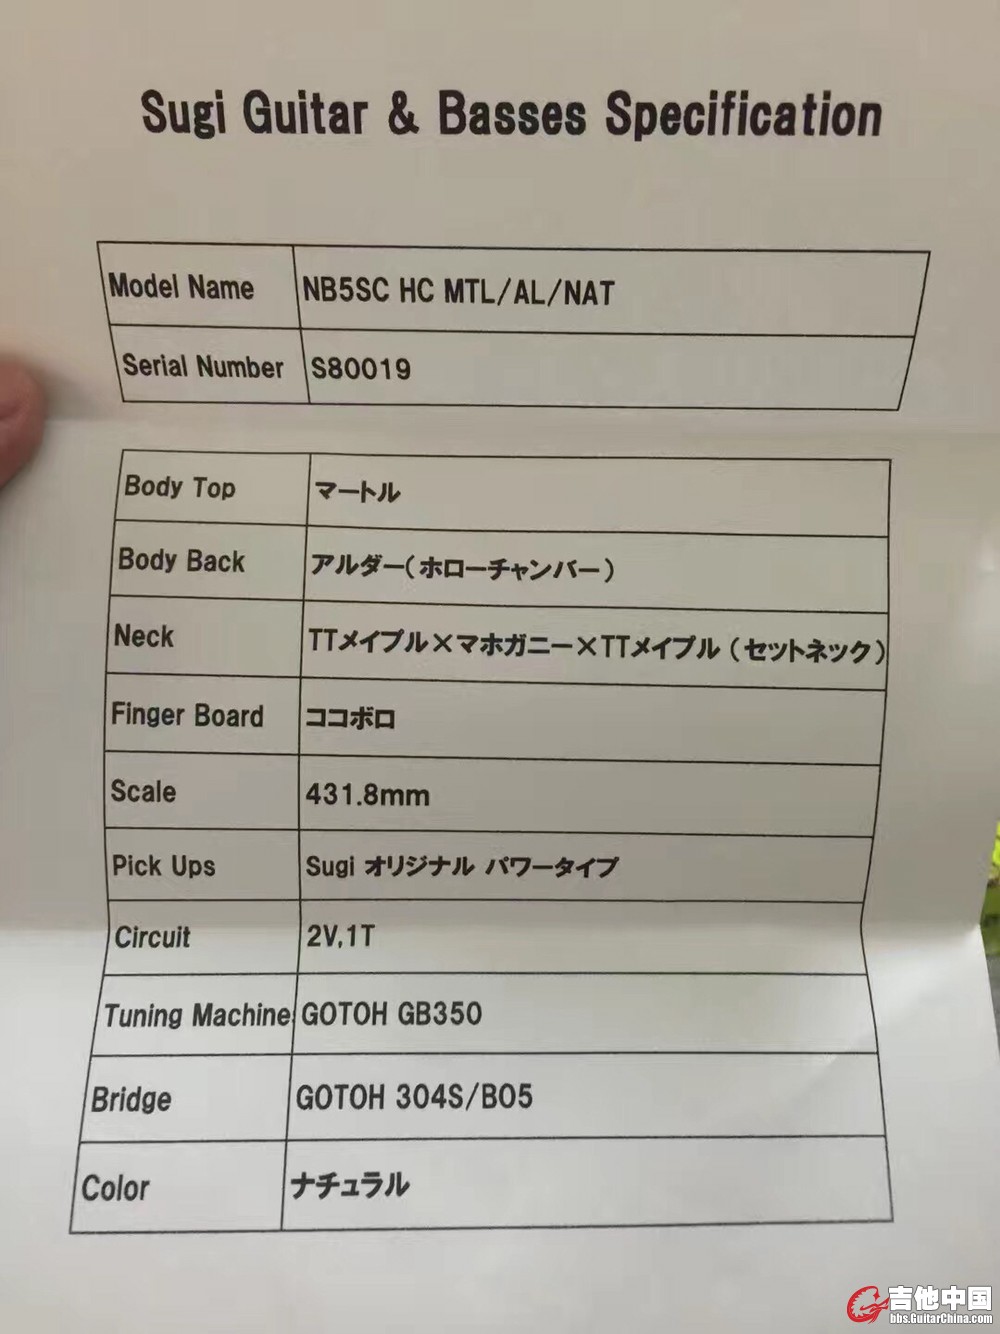 Sugi Guitar & Basses Specification
Model Name NB5SC HC MTL/AL/NAT
Serial Number S80019
Body Top マートル
Body Back アルダー(ホローチャンバー)
Neck TTメイプル×マホガニー×TTメイプル(セットネック)
Finger Board ココボロ
Scale 431.8mm
Pick Ups Sugi オリジナル パワータイプ
Circuit 2V,1T
Tuning Machine GOTOH GB350
Bridge GOTOH 304S/BO5
Color ナチュラル
吉他中国
bbs.GuitarChina.com